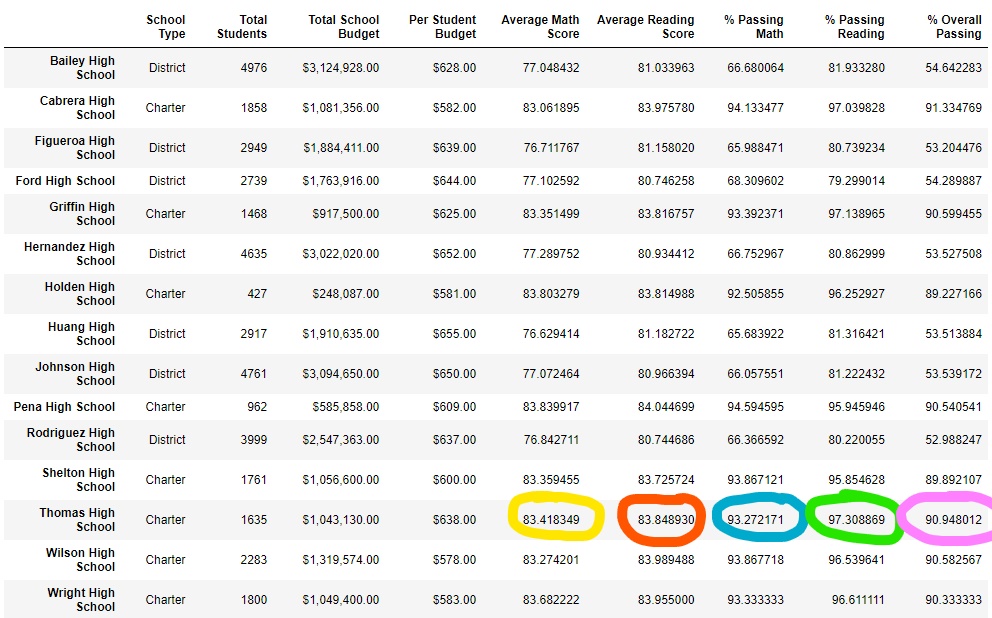 School Type Total Students Total School Budget Per Student Budget Average Math Score Average Reading Score % Passing Math % Passing Reading % Overall Passing
Bailey High School District 4976 $3,124,928.00 $628.00 77.048432 81.033963 66.680064 81.933280 54.642283
Cabrera High School Charter 1858 $1,081,356.00 $582.00 83.061895 83.975780 94.133477 97.039828 91.334769
Figueroa High School District 2949 $1,884,411.00 $639.00 76.711767 81.158020 65.988471 80.739234 53.204476
Ford High School District 2739 $1,763,916.00 $644.00 77.102592 80.746258 68.309602 79.299014 54.289887
Griffin High School Charter 1468 $917,500.00 $625.00 83.351499 83.816757 93.392371 97.138965 90.599455
Hernandez High School District 4635 $3,022,020.00 $652.00 77.289752 80.934412 66.752967 80.862999 53.527508
Holden High School Charter 427 $248,087.00 $581.00 83.803279 83.814988 92.505855 96.252927 89.227166
Huang High School District 2917 $1,910,635.00 $655.00 76.629414 81.182722 65.683922 81.316421 53.513884
Johnson High School District 4761 $3,094,650.00 $650.00 77.072464 80.966394 66.057551 81.222432 53.539172
Pena High School Charter 962 $585,858.00 $609.00 83.839917 84.044699 94.594595 95.945946 90.540541
Rodriguez High School District 3999 $2,547,363.00 $637.00 76.842711 80.744686 66.366592 80.220055 52.988247
Shelton High School Charter 1761 $1,056,600.00 $600.00 83.359455 83.725724 93.867121 95.854628 89.892107
Thomas High School Charter 1635 $1,043,130.00 $638.00 83.418349 83.848930 93.272171 97.308869 90.948012
Wilson High School Charter 2283 $1,319,574.00 $578.00 83.274201 83.989488 93.867718 96.539641 90.582567
Wright High School Charter 1800 $1,049,400.00 $583.00 83.682222 83.955000 93.333333 96.611111 90.333333